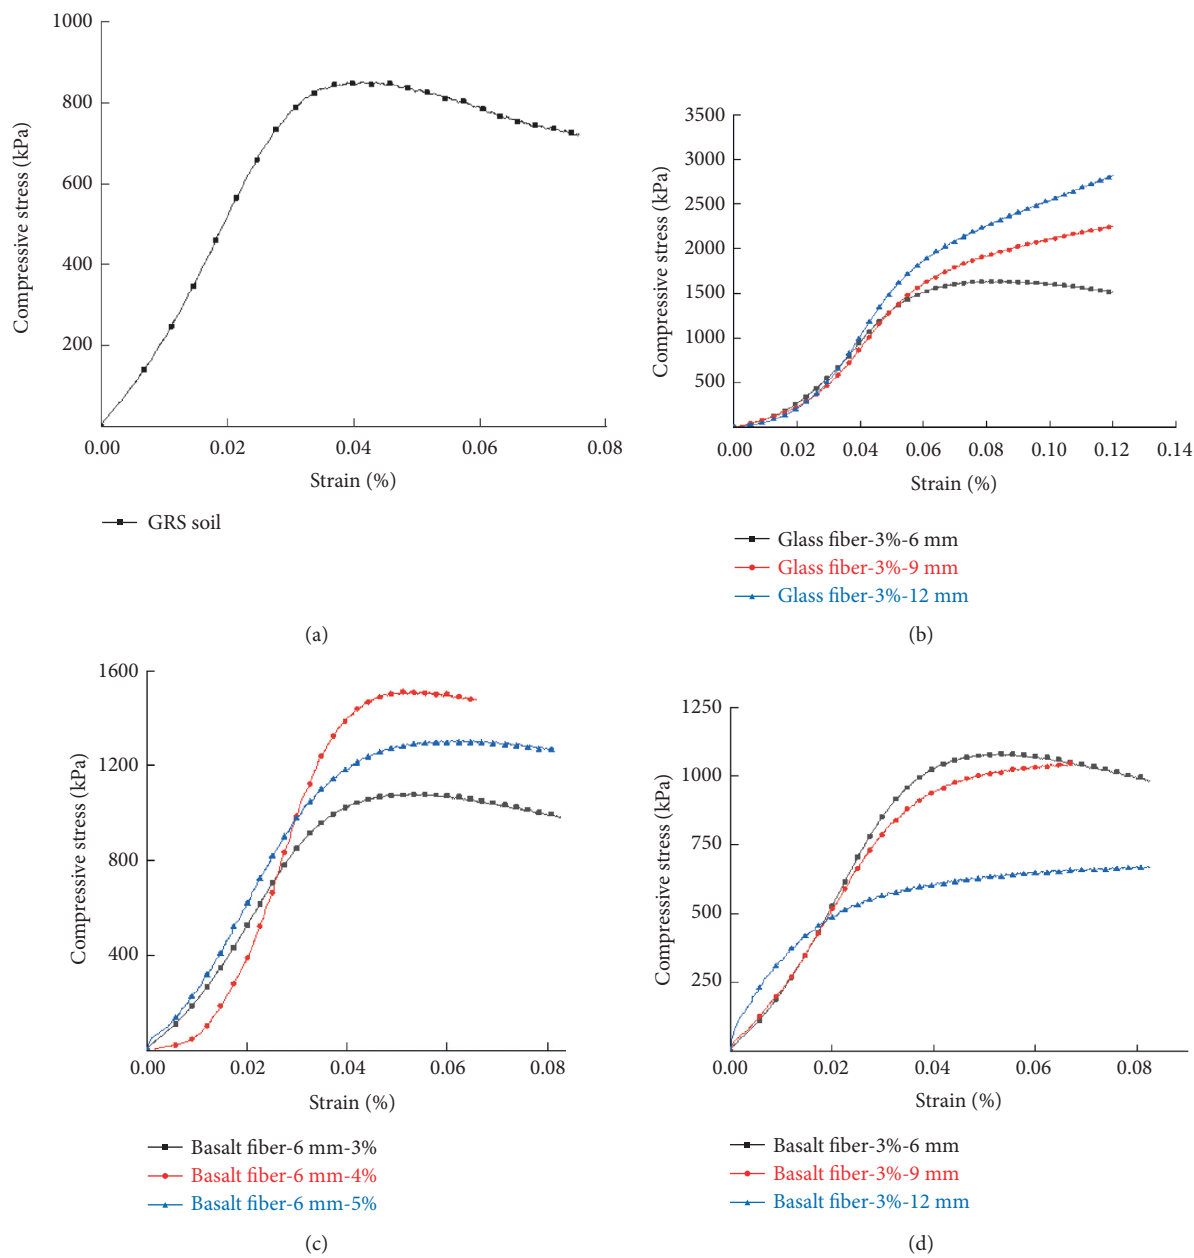 1000
800
600
400
200
Compressive stress (kPa)
0.00 0.02 0.04 0.06 0.08
Strain (%)
GRS soil
(a)
3500
3000
2500
2000
1500
1000
500
Compressive stress (kPa)
0.00 0.02 0.04 0.06 0.08 0.10 0.12 0.14
Strain (%)
Glass fiber-3%-6 mm
Glass fiber-3%-9 mm
Glass fiber-3%-12 mm
(b)
1600
1200
800
400
Compressive stress (kPa)
0.00 0.02 0.04 0.06 0.08
Strain (%)
Basalt fiber-6 mm-3%
Basalt fiber-6 mm-4%
Basalt fiber-6 mm-5%
(c)
1250
1000
750
500
250
Compressive stress (kPa)
0.00 0.02 0.04 0.06 0.08
Strain (%)
Basalt fiber-3%-6 mm
Basalt fiber-3%-9 mm
Basalt fiber-3%-12 mm
(d)